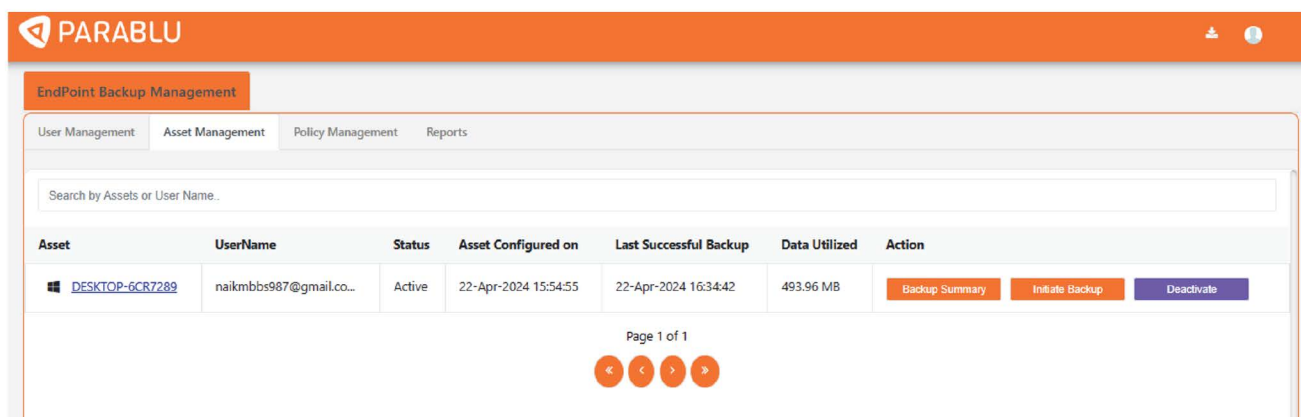 PARABLU
EndPoint Backup Management
User Management Asset Management Policy Management Reports
Search by Assets or User Name..
Asset UserName Status Asset Configured on Last Successful Backup Data Utilized Action
DESKTOP-6CR7289 naikmbbs987@gmail.co... Active 22-Apr-2024 15:54:55 22-Apr-2024 16:34:42 493.96 MB Backup Summary Initiate Backup Deactivate
Page 1 of 1
« ‹ › »